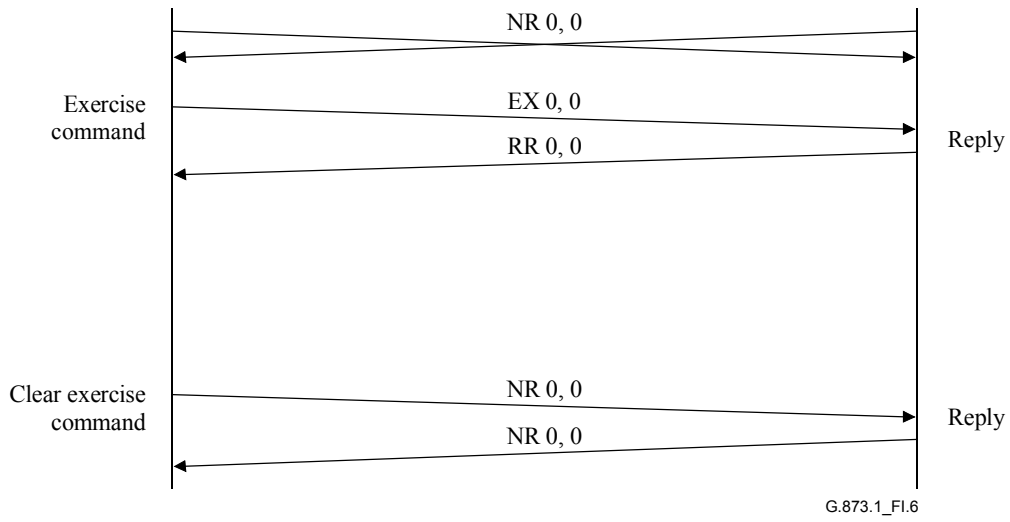 NR 0, 0
Exercise
command
EX 0, 0
RR 0, 0
Reply
Clear exercise
command
NR 0, 0
NR 0, 0
Reply
G.873.1_FI.6